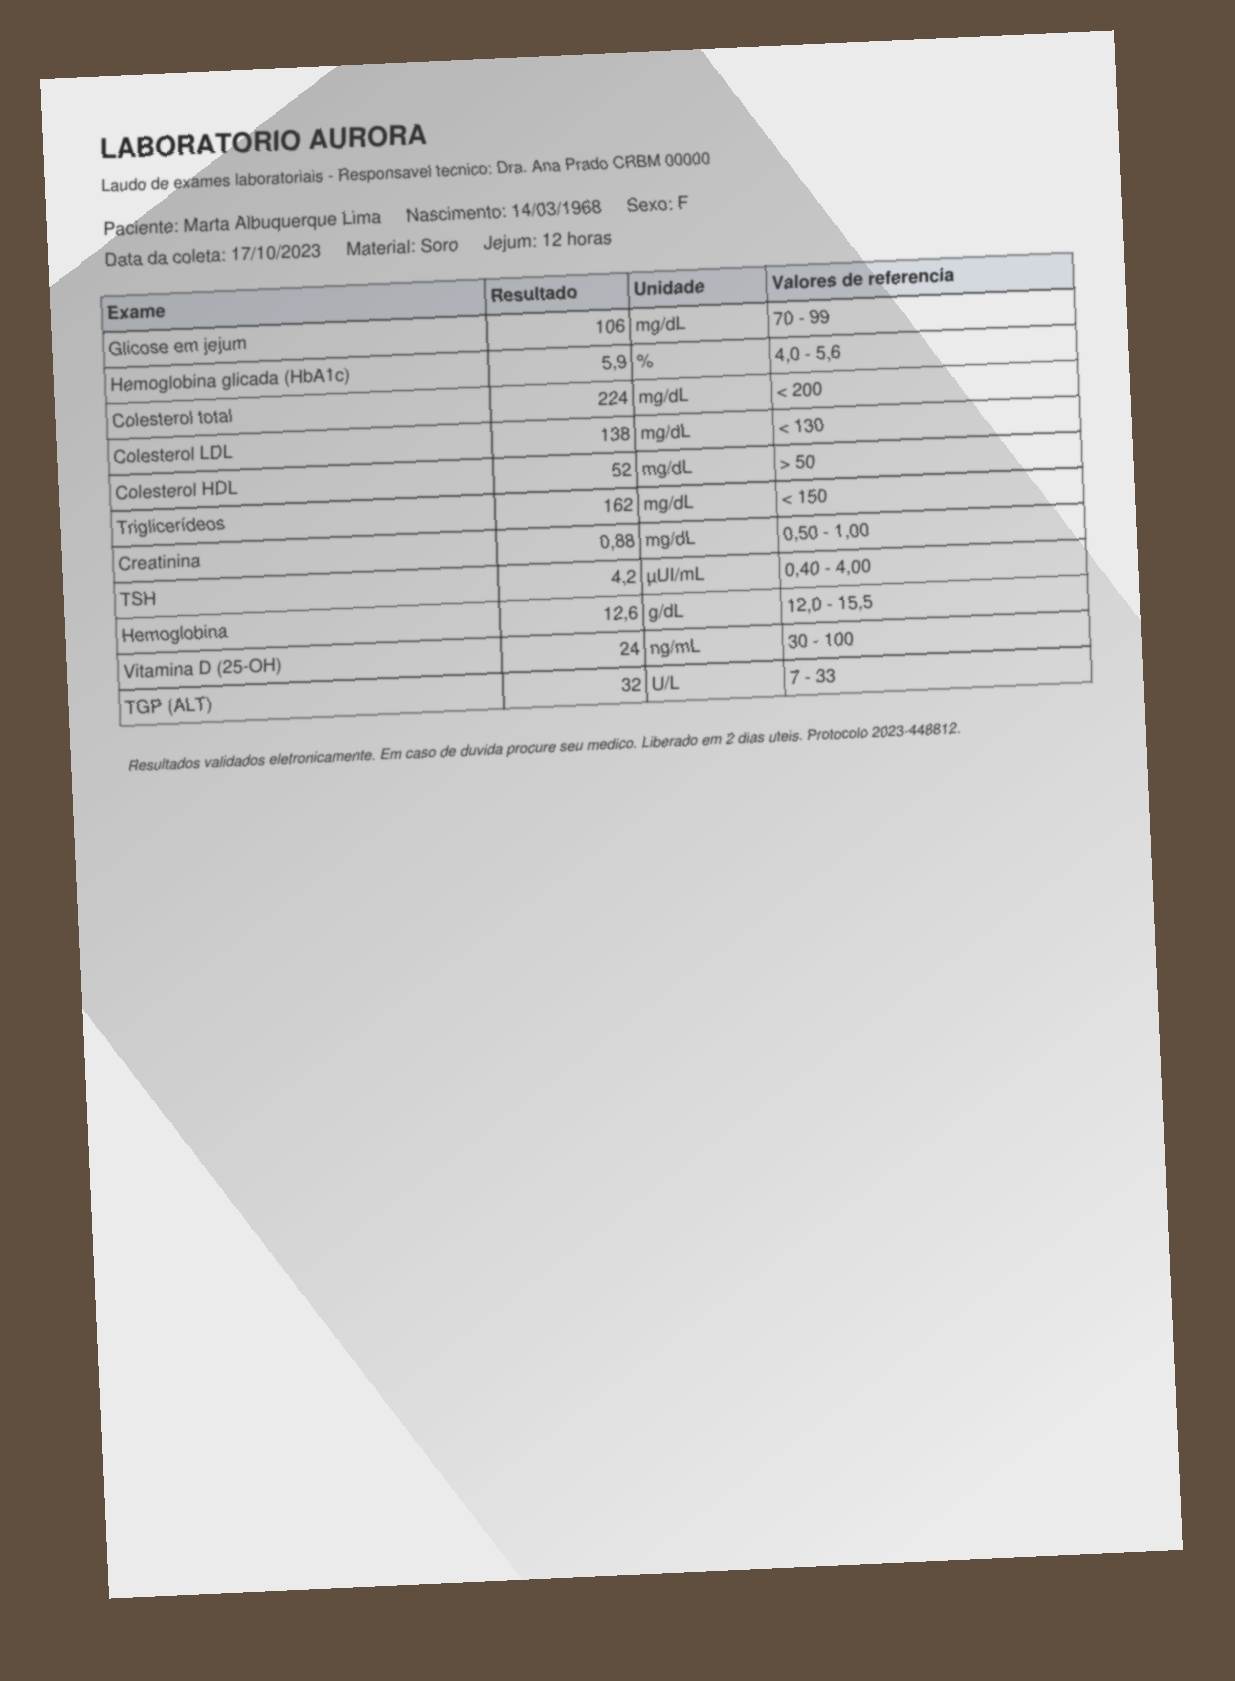 LABORATORIO AURORA
Laudo de exames laboratoriais - Responsavel tecnico: Dra. Ana Prado CRBM 00000
Paciente: Marta Albuquerque Lima Nascimento: 14/03/1968 Sexo: F
Data da coleta: 17/10/2023 Material: Soro Jejum: 12 horas
Exame Resultado Unidade Valores de referencia
Glicose em jejum 106 mg/dL 70 - 99
Hemoglobina glicada (HbA1c) 5,9 % 4,0 - 5,6
Colesterol total 224 mg/dL < 200
Colesterol LDL 138 mg/dL < 130
Colesterol HDL 52 mg/dL > 50
Triglicerídeos 162 mg/dL < 150
Creatinina 0,88 mg/dL 0,50 - 1,00
TSH 4,2 µUI/mL 0,40 - 4,00
Hemoglobina 12,6 g/dL 12,0 - 15,5
Vitamina D (25-OH) 24 ng/mL 30 - 100
TGP (ALT) 32 U/L 7 - 33
Resultados validados eletronicamente. Em caso de duvida procure seu medico. Liberado em 2 dias uteis. Protocolo 2023-448812.